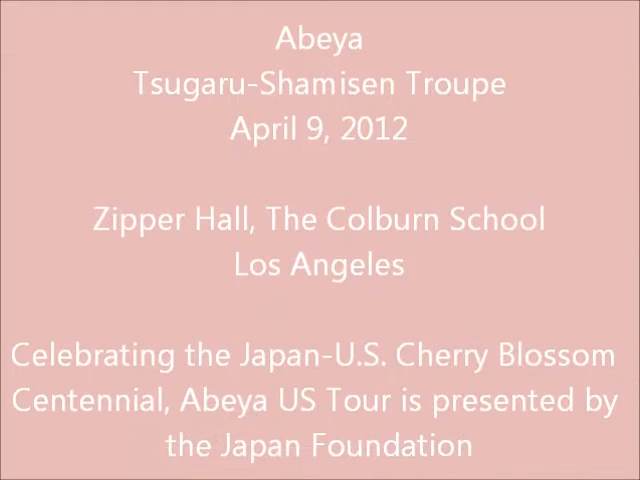 Abeya
Tsugaru-Shamisen Troupe
April 9, 2012
Zipper Hall, The Colburn School
Los Angeles
Celebrating the Japan-U.S. Cherry Blossom
Centennial, Abeya US Tour is presented by
the Japan Foundation